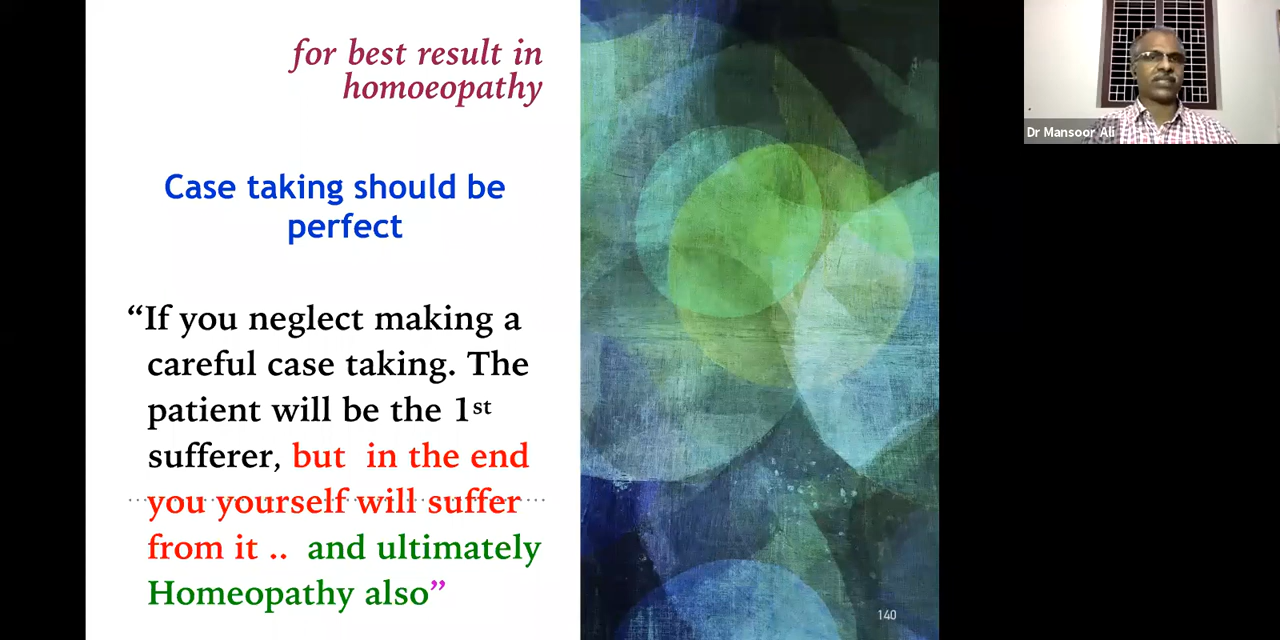 for best result in
homoeopathy
Case taking should be
perfect
“If you neglect making a
careful case taking. The
patient will be the 1st
sufferer, but in the end
you yourself will suffer
from it .. and ultimately
Homeopathy also”
140
Dr Mansoor Ali